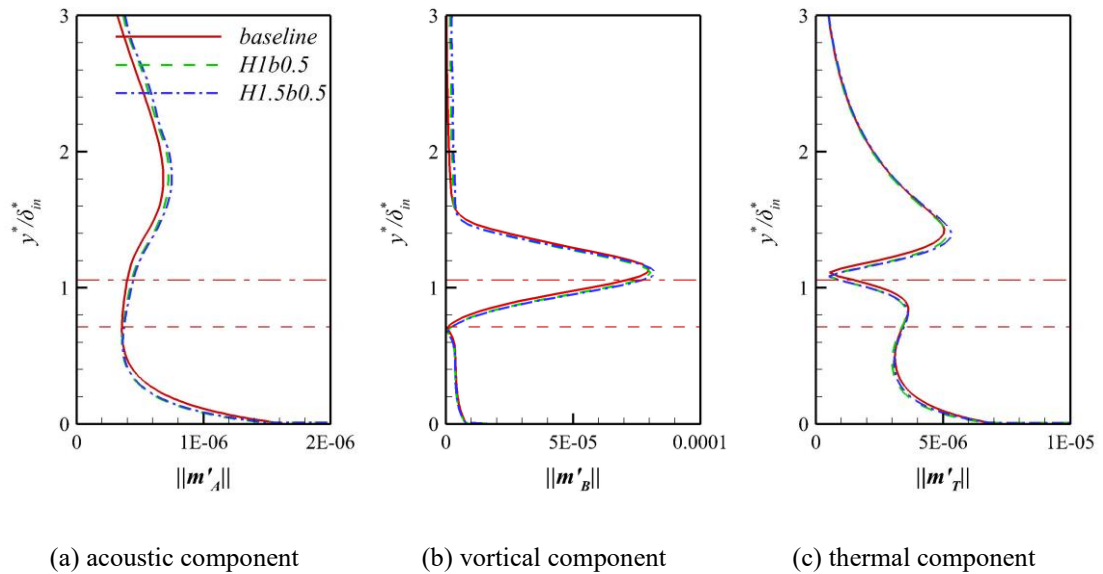 3
2
1
0
y*/δ*in
baseline
H1b0.5
H1.5b0.5
0
1E-06
2E-06
||m'A||
(a) acoustic component
3
2
1
0
y*/δ*in
0
5E-05
0.0001
||m'B||
(b) vortical component
3
2
1
0
y*/δ*in
0
5E-06
1E-05
||m'T||
(c) thermal component